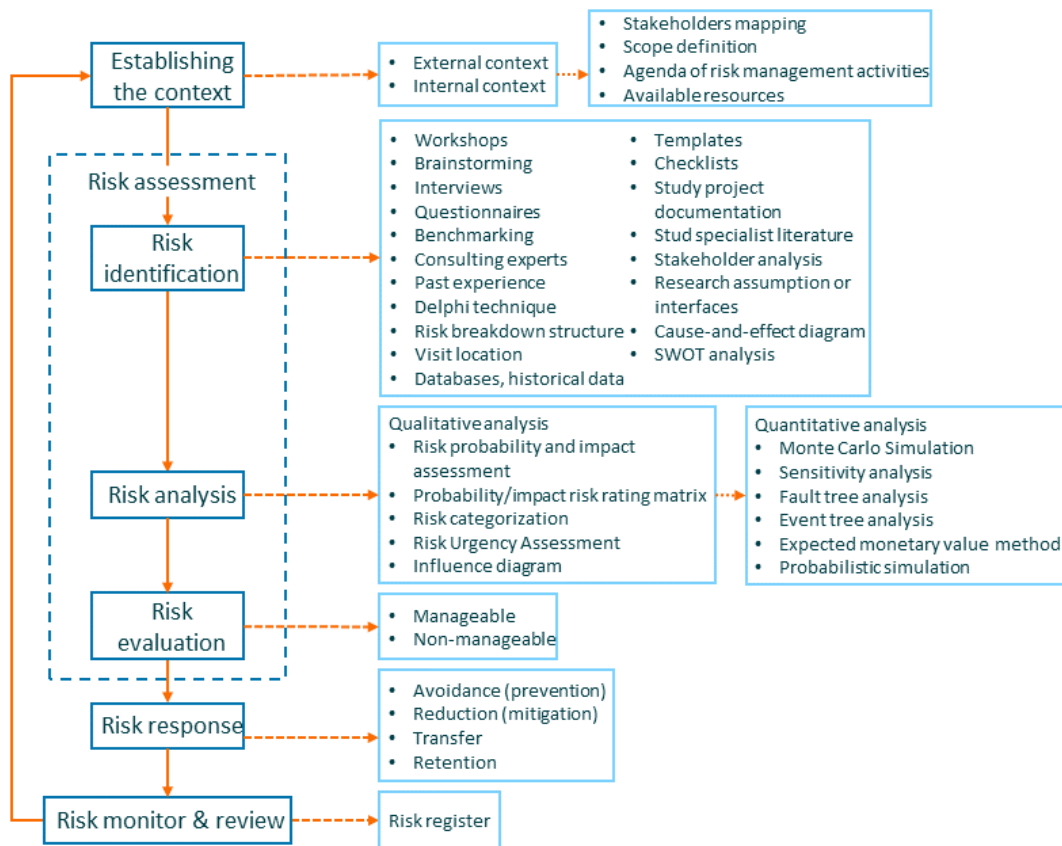 Establishing
the context
• External context
• Internal context
• Stakeholders mapping
• Scope definition
• Agenda of risk management activities
• Available resources
Risk assessment
Risk
identification
• Workshops
• Brainstorming
• Interviews
• Questionnaires
• Benchmarking
• Consulting experts
• Past experience
• Delphi technique
• Risk breakdown structure
• Visit location
• Databases, historical data
• Templates
• Checklists
• Study project
documentation
• Stud specialist literature
• Stakeholder analysis
• Research assumption or
interfaces
• Cause-and-effect diagram
• SWOT analysis
Risk analysis
Qualitative analysis
• Risk probability and impact
assessment
• Probability/impact risk rating matrix
• Risk categorization
• Risk Urgency Assessment
• Influence diagram
Quantitative analysis
• Monte Carlo Simulation
• Sensitivity analysis
• Fault tree analysis
• Event tree analysis
• Expected monetary value method
• Probabilistic simulation
Risk
evaluation
• Manageable
• Non-manageable
Risk response
• Avoidance (prevention)
• Reduction (mitigation)
• Transfer
• Retention
Risk monitor & review
Risk register